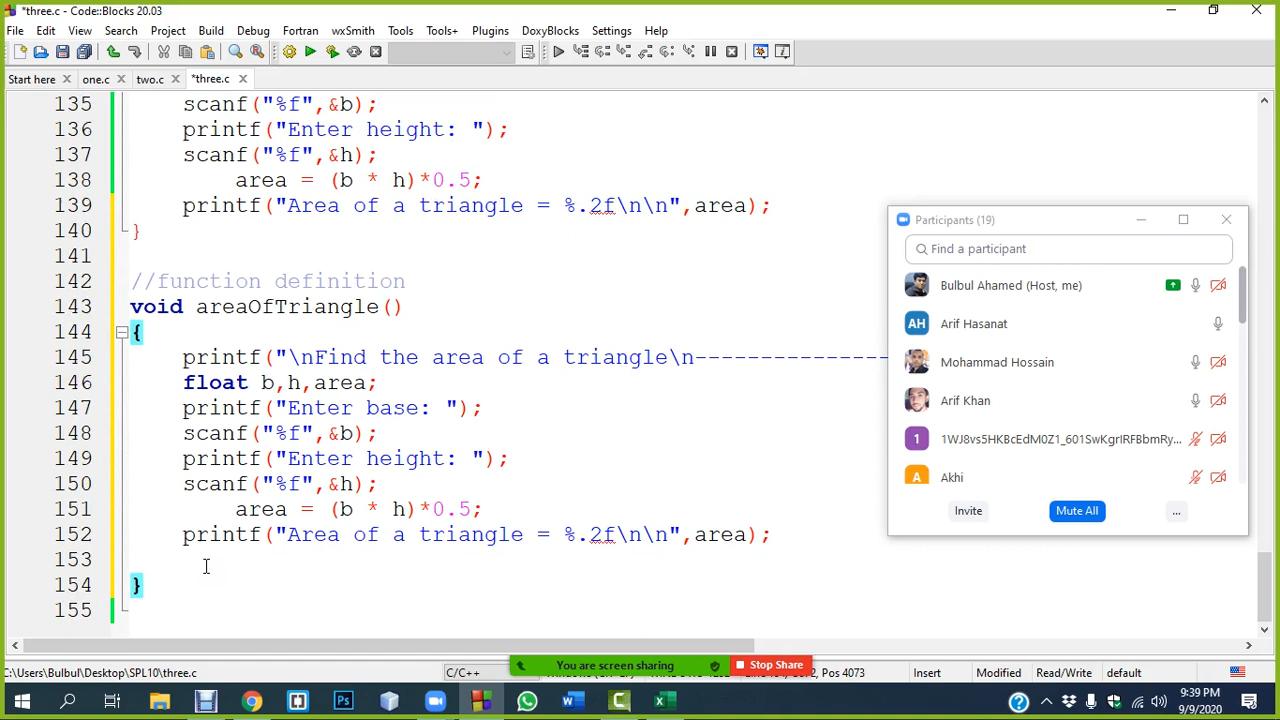 *three.c - Code::Blocks 20.03
File Edit View Search Project Build Debug Fortran wxSmith Tools Tools+ Plugins DoxyBlocks Settings Help
Start here one.c two.c *three.c
135 scanf("%f",&b);
136 printf("Enter height: ");
137 scanf("%f",&h);
138 area = (b * h)*0.5;
139 printf("Area of a triangle = %.2f\n\n",area);
140 }
141
142 //function definition
143 void areaOfTriangle()
144 {
145 printf("\nFind the area of a triangle\n---------------
146 float b,h,area;
147 printf("Enter base: ");
148 scanf("%f",&b);
149 printf("Enter height: ");
150 scanf("%f",&h);
151 area = (b * h)*0.5;
152 printf("Area of a triangle = %.2f\n\n",area);
153
154 }
155
Participants (19)
Find a participant
Bulbul Ahamed (Host, me)
AH Arif Hasanat
Mohammad Hossain
Arif Khan
1 1WJ8vs5HKBcEdM0Z1_601SwKgrIRFBbmRy...
A Akhi
Invite Mute All ...
C:\Users\Bulbul\Desktop\SPL10\three.c C/C++ Pos 4073 Insert Modified Read/Write default
You are screen sharing Stop Share
Ps
9:39 PM
9/9/2020